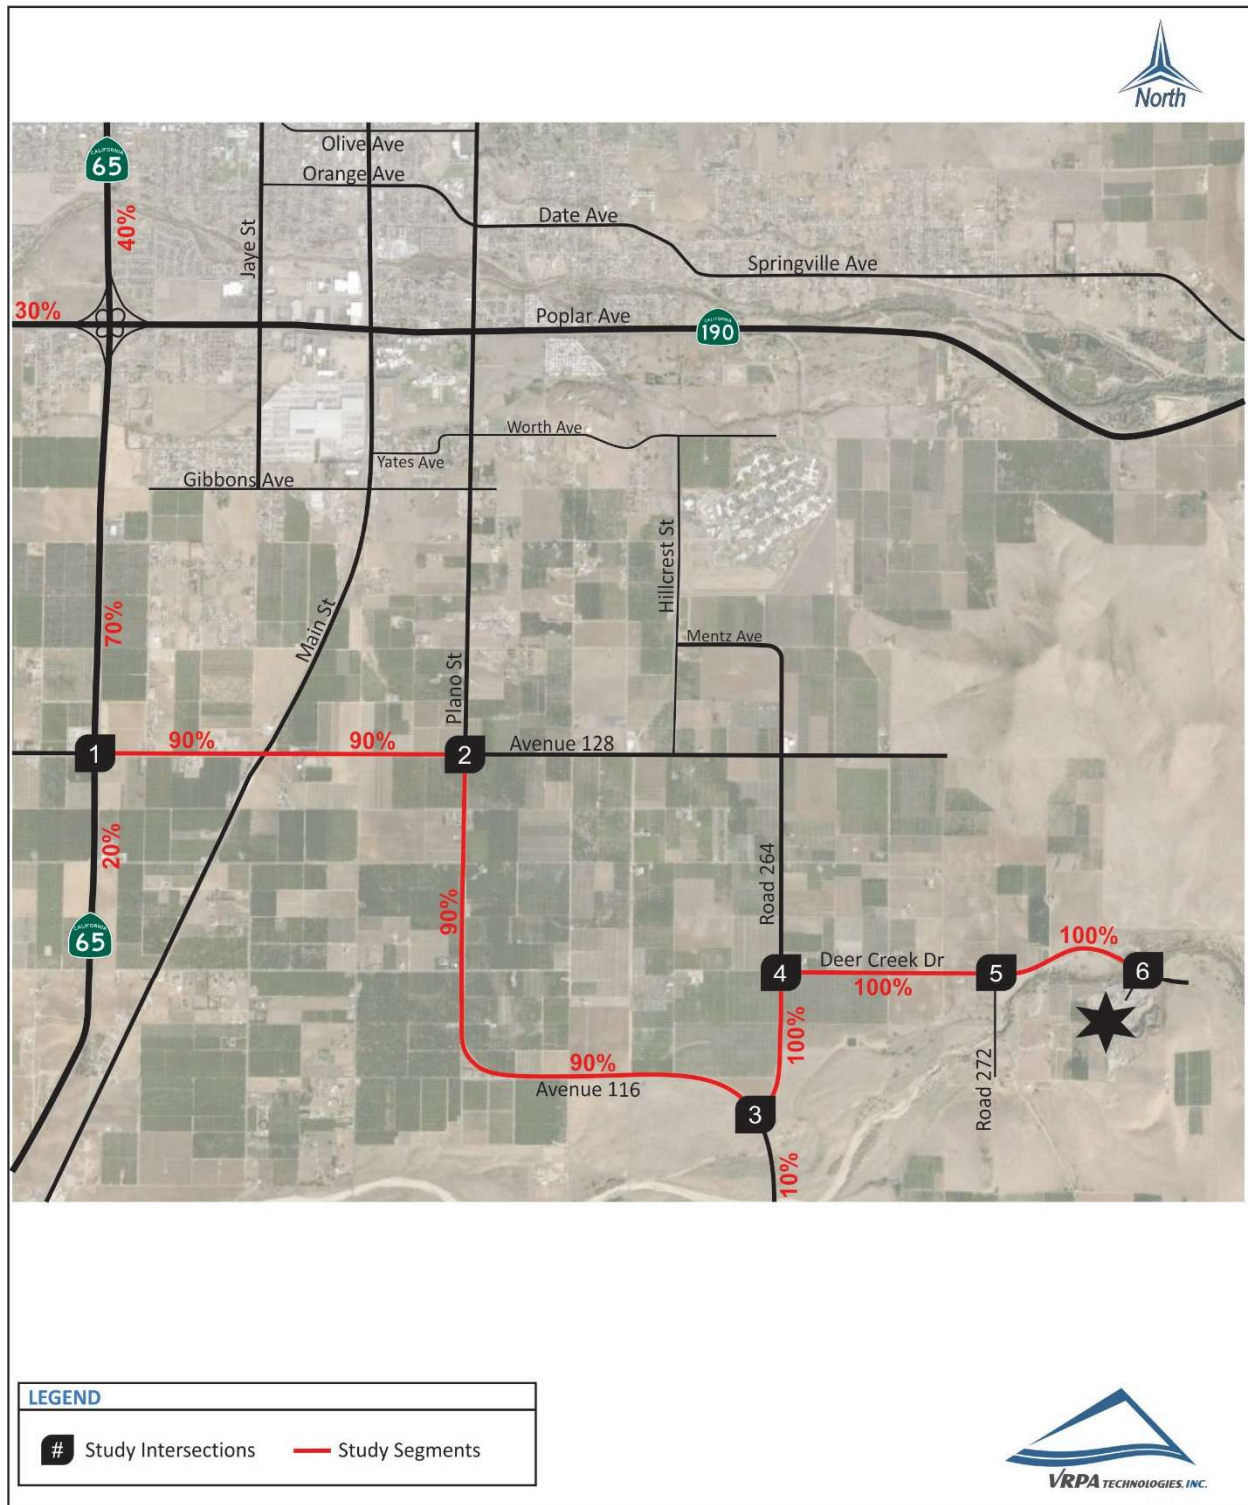 North
CALIFORNIA
65
Olive Ave
Orange Ave
40%
Jaye St
Date Ave
Springville Ave
30%
Poplar Ave
CALIFORNIA
190
Worth Ave
Yates Ave
Gibbons Ave
Hillcrest St
70%
Main St
Mentz Ave
Plano St
1
90%
90%
2
Avenue 128
20%
90%
Road 264
CALIFORNIA
65
4
Deer Creek Dr
100%
5
100%
6
100%
90%
Avenue 116
3
Road 272
10%
LEGEND
# Study Intersections
Study Segments
VRPA TECHNOLOGIES, INC.